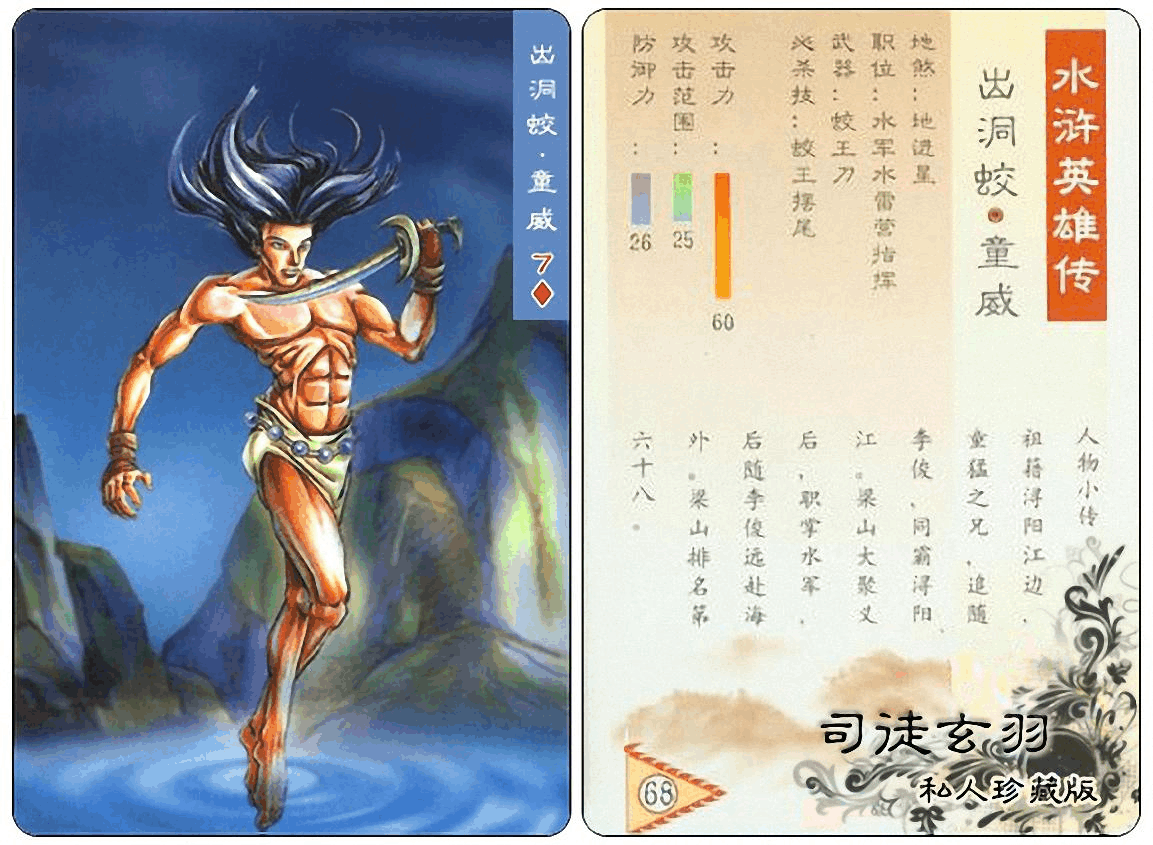 出洞蛟·童威
7
水浒英雄传
出洞蛟·童威
地煞：地进星
职位：水军水雷营指挥
武器：蛟王刀
必杀技：蛟王摆尾
攻击力：
60
攻击范围：
25
防御力：
26
人物小传
祖籍浔阳江边，
童猛之兄，追随
李俊，同霸浔阳
江。梁山大聚义
后，职掌水军，
后随李俊远赴海
外。梁山排名第
六十八。
68
司徒玄羽
私人珍藏版